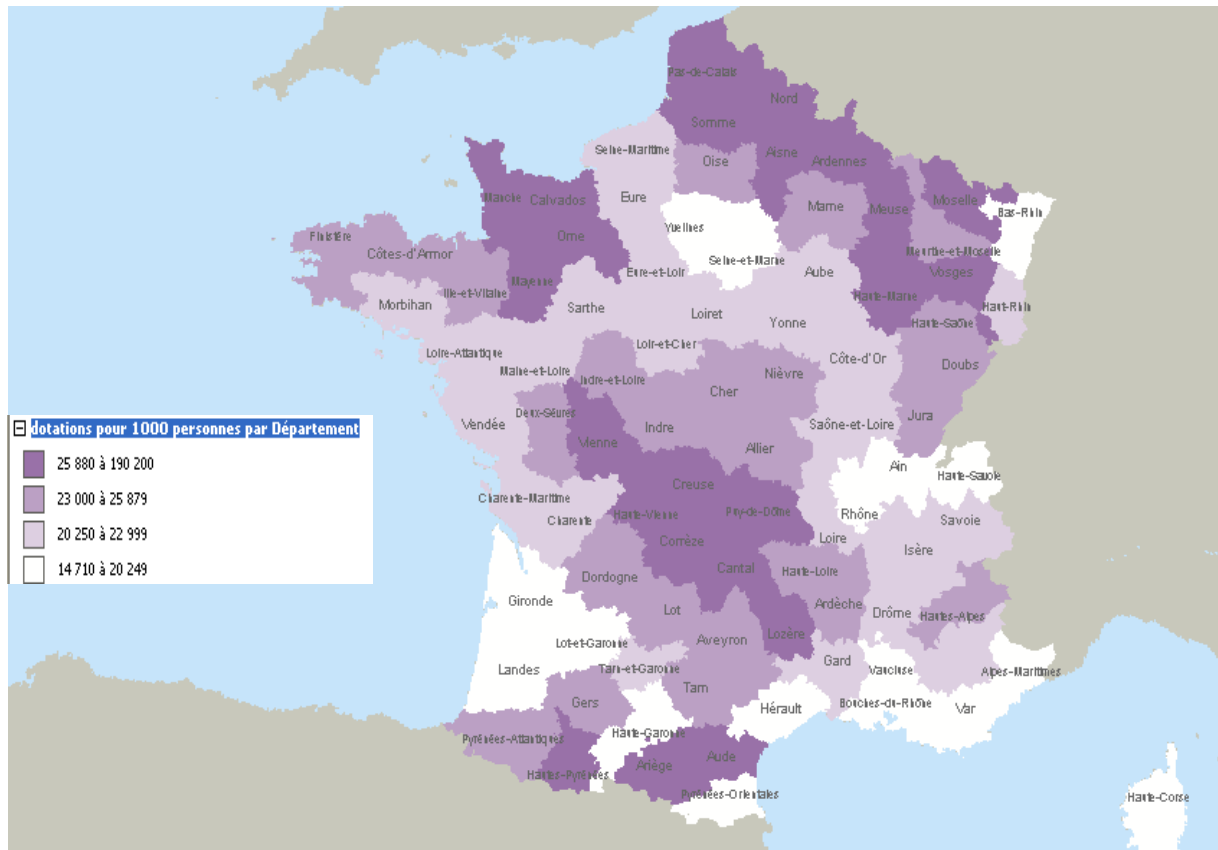 Pas-de-Calais
Nord
Somme
Seine-Maritime
Oise
Aisne
Ardennes
Manche
Calvados
Eure
Marne
Meuse
Moselle
Bas-Rhin
Finistère
Côtes-d'Armor
Orne
Yvelines
Seine-et-Marne
Meurthe-et-Moselle
Ille-et-Vilaine
Mayenne
Eure-et-Loir
Aube
Vosges
Morbihan
Sarthe
Loiret
Yonne
Haute-Marne
Haut-Rhin
Haute-Saône
Loire-Atlantique
Maine-et-Loire
Loir-et-Cher
Côte-d'Or
Doubs
Indre-et-Loire
Cher
Nièvre
Vendée
Deux-Sèvres
Vienne
Indre
Allier
Saône-et-Loire
Jura
dotations pour 1000 personnes par Département
25 880 à 190 200
23 000 à 25 879
20 250 à 22 999
14 710 à 20 249
Ain
Haute-Savoie
Charente-Maritime
Charente
Haute-Vienne
Creuse
Puy-de-Dôme
Rhône
Loire
Savoie
Isère
Corrèze
Cantal
Haute-Loire
Dordogne
Gironde
Lot
Ardèche
Drôme
Hautes-Alpes
Lot-et-Garonne
Aveyron
Lozère
Landes
Tarn-et-Garonne
Gard
Vaucluse
Alpes-Maritimes
Tarn
Gers
Hérault
Bouches-du-Rhône
Var
Pyrénées-Atlantiques
Haute-Garonne
Hautes-Pyrénées
Ariège
Aude
Pyrénées-Orientales
Haute-Corse